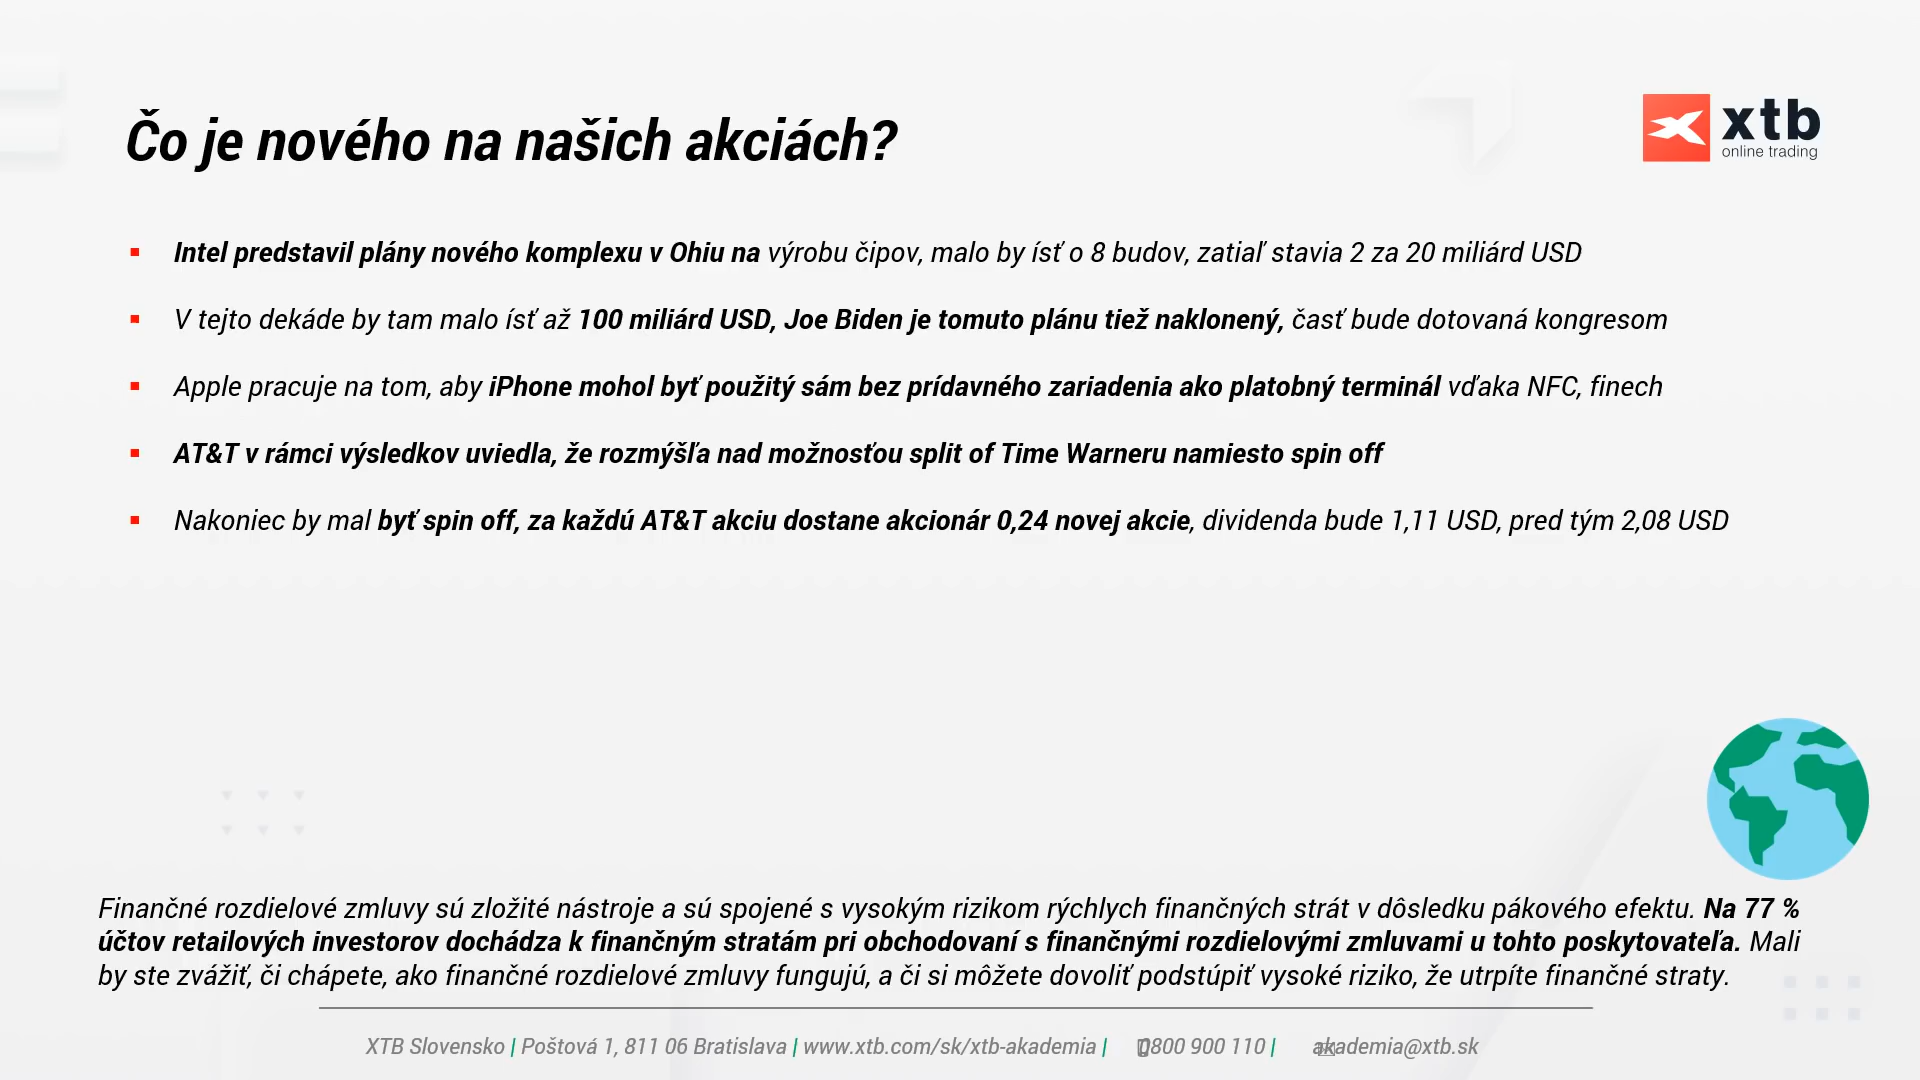 Čo je nového na našich akciách?
xtb
online trading
Intel predstavil plány nového komplexu v Ohiu na výrobu čipov, malo by ísť o 8 budov, zatiaľ stavia 2 za 20 miliárd USD
V tejto dekáde by tam malo ísť až 100 miliárd USD, Joe Biden je tomuto plánu tiež naklonený, časť bude dotovaná kongresom
Apple pracuje na tom, aby iPhone mohol byť použitý sám bez prídavného zariadenia ako platobný terminál vďaka NFC, finech
AT&T v rámci výsledkov uviedla, že rozmýšľa nad možnosťou split of Time Warneru namiesto spin off
Nakoniec by mal byť spin off, za každú AT&T akciu dostane akcionár 0,24 novej akcie, dividenda bude 1,11 USD, pred tým 2,08 USD
Finančné rozdielové zmluvy sú zložité nástroje a sú spojené s vysokým rizikom rýchlych finančných strát v dôsledku pákového efektu. Na 77 %
účtov retailových investorov dochádza k finančným stratám pri obchodovaní s finančnými rozdielovými zmluvami u tohto poskytovateľa. Mali
by ste zvážiť, či chápete, ako finančné rozdielové zmluvy fungujú, a či si môžete dovoliť podstúpiť vysoké riziko, že utrpíte finančné straty.
XTB Slovensko | Poštová 1, 811 06 Bratislava | www.xtb.com/sk/xtb-akademia | 0800 900 110 | akademia@xtb.sk